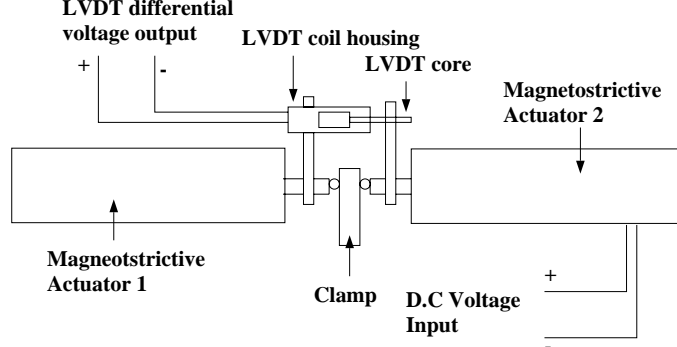 LVDT differential
voltage output
LVDT coil housing
LVDT core
+
-
Magnetostrictive
Actuator 2
Magneotstrictive
Actuator 1
Clamp
D.C Voltage
Input
+
-